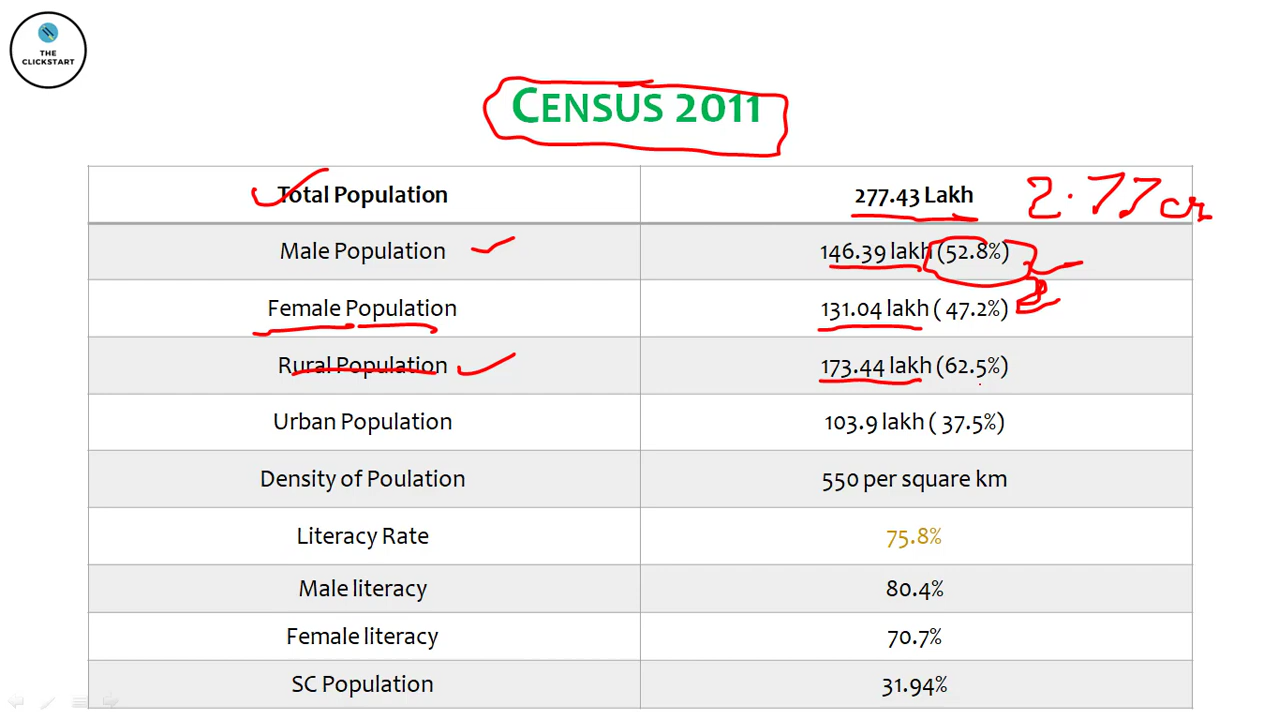 THE
CLICKSTART
CENSUS 2011
Total Population 277.43 Lakh 2.77 cr
Male Population 146.39 lakh (52.8%)
Female Population 131.04 lakh ( 47.2%)
Rural Population 173.44 lakh (62.5%)
Urban Population 103.9 lakh ( 37.5%)
Density of Poulation 550 per square km
Literacy Rate 75.8%
Male literacy 80.4%
Female literacy 70.7%
SC Population 31.94%